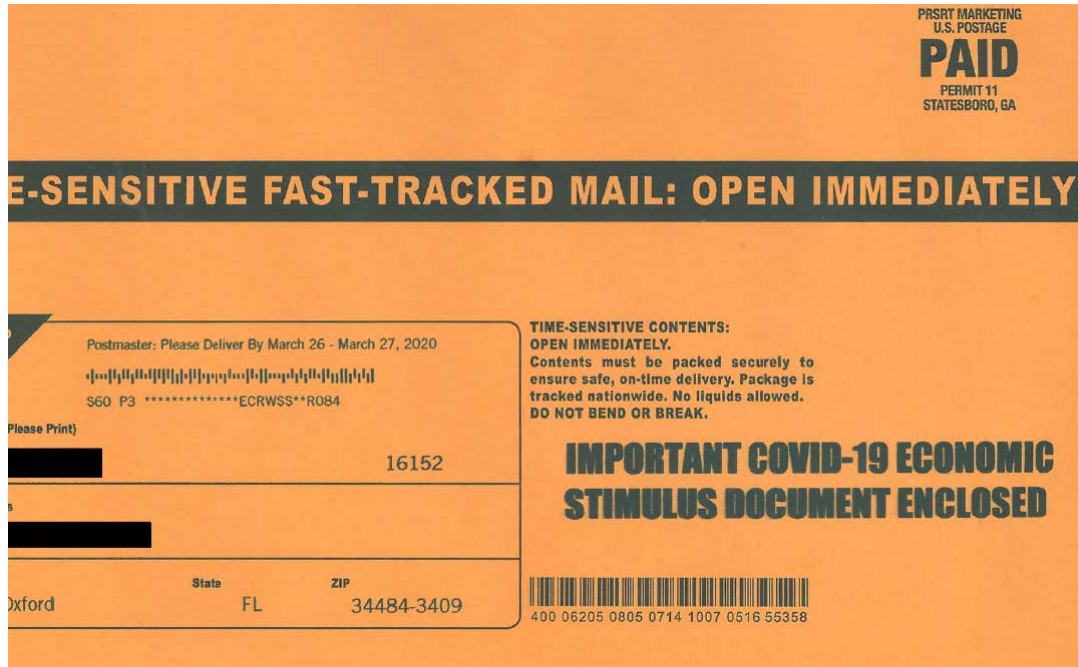 PRSRT MARKETING
U.S. POSTAGE
PAID
PERMIT 11
STATESBORO, GA
E-SENSITIVE FAST-TRACKED MAIL: OPEN IMMEDIATELY
Postmaster: Please Deliver By March 26 - March 27, 2020
S60 P3 **************ECRWSS**R084
Please Print)
16152
s
State
ZIP
Oxford
FL
34484-3409
TIME-SENSITIVE CONTENTS:
OPEN IMMEDIATELY.
Contents must be packed securely to
ensure safe, on-time delivery. Package is
tracked nationwide. No liquids allowed.
DO NOT BEND OR BREAK.
IMPORTANT COVID-19 ECONOMIC
STIMULUS DOCUMENT ENCLOSED
400 06205 0805 0714 1007 0516 55358